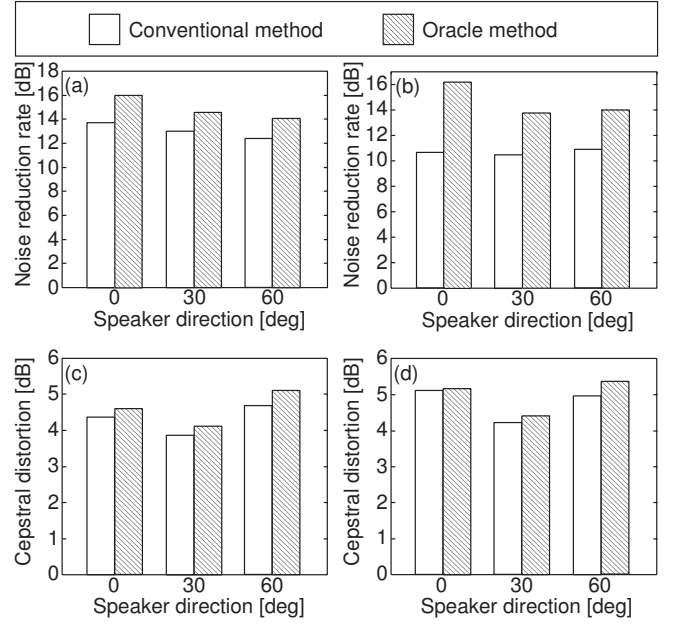 Conventional method Oracle method
(a)
Noise reduction rate [dB]
18
16
14
12
10
8
6
4
2
0
0 30 60
Speaker direction [deg]
(b)
Noise reduction rate [dB]
16
14
12
10
8
6
4
2
0
0 30 60
Speaker direction [deg]
(c)
Cepstral distortion [dB]
6
5
4
3
2
1
0
0 30 60
Speaker direction [deg]
(d)
Cepstral distortion [dB]
6
5
4
3
2
1
0
0 30 60
Speaker direction [deg]